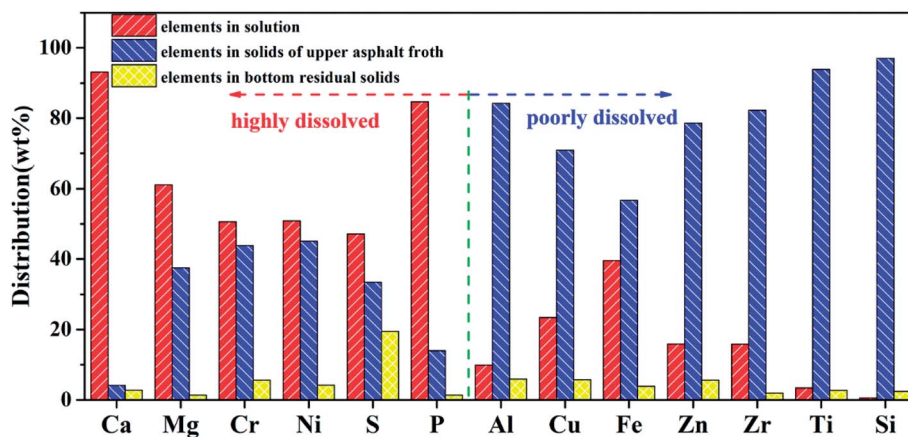 elements in solution
elements in solids of upper asphalt froth
elements in bottom residual solids
highly dissolved
poorly dissolved
Distribution(wt%)
100
80
60
40
20
0
Ca Mg Cr Ni S P Al Cu Fe Zn Zr Ti Si